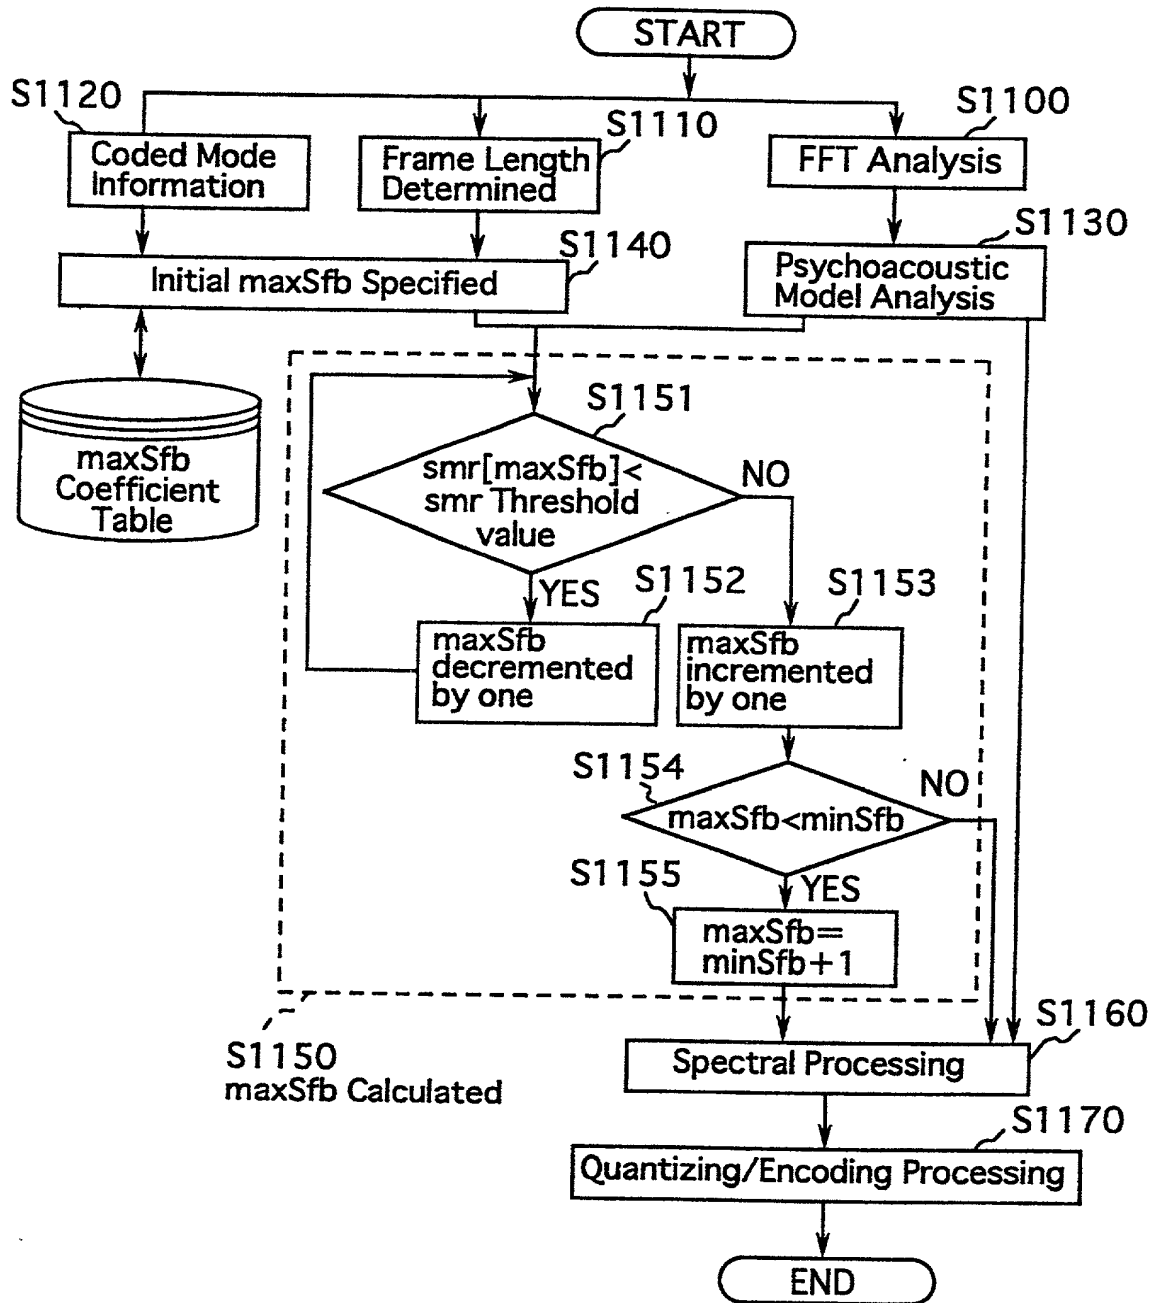 START
S1120
S1110
S1100
Coded Mode
Information
Frame Length
Determined
FFT Analysis
S1140
S1130
Initial maxSfb Specified
Psychoacoustic
Model Analysis
maxSfb
Coefficient
Table
S1151
smr[maxSfb]<
smr Threshold
value
NO
YES
S1152
S1153
maxSfb
decremented
by one
maxSfb
incremented
by one
S1154
maxSfb<minSfb
NO
YES
S1155
maxSfb=
minSfb+1
S1150
maxSfb Calculated
S1160
Spectral Processing
S1170
Quantizing/Encoding Processing
END